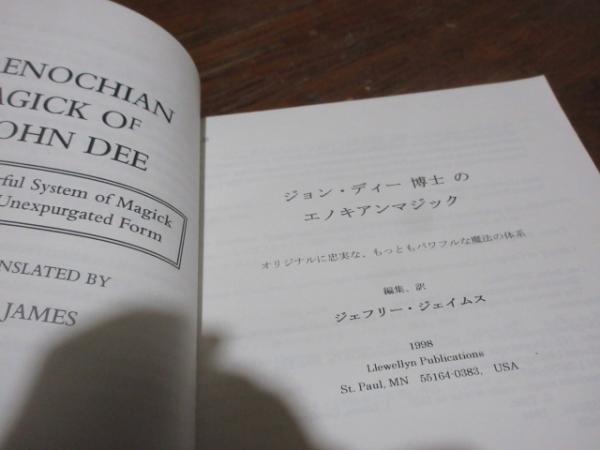 ENOCHIAN
AGICK OF
OHN DEE
ful System of Magick
Unexpurgated Form
NSLATED BY
JAMES
ジョン・ディー 博士 の
エノキアンマジック
オリジナルに忠実な、もっともパワフルな魔法の体系
編集、訳
ジェフリー・ジェイムス
1998
Llewellyn Publications
St. Paul, MN 55164-0383, USA